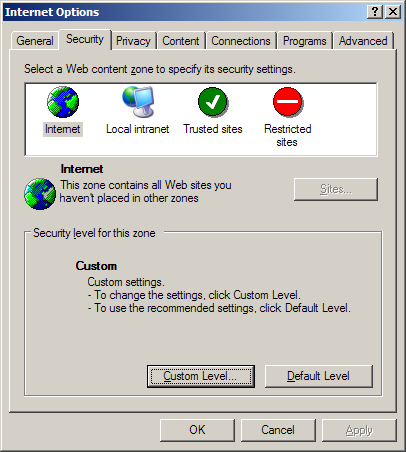 Internet Options
General Security Privacy Content Connections Programs Advanced
Select a Web content zone to specify its security settings.
Internet Local intranet Trusted sites Restricted sites
Internet
This zone contains all Web sites you
haven't placed in other zones
Sites...
Security level for this zone
Custom
Custom settings.
- To change the settings, click Custom Level.
- To use the recommended settings, click Default Level.
Custom Level... Default Level
OK Cancel Apply